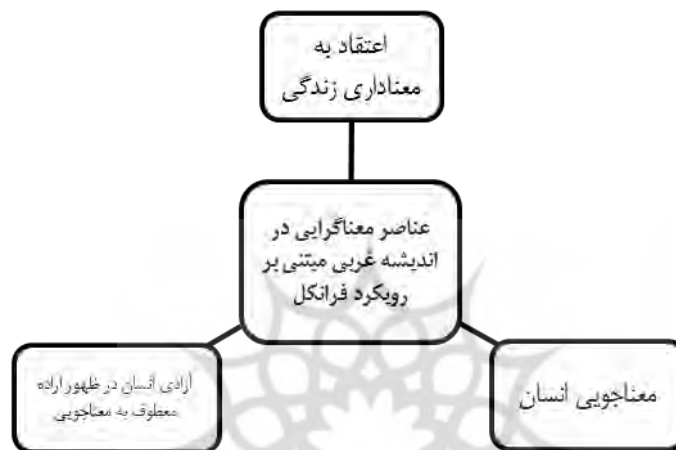 اعتقاد به
معناداری زندگی
عناصر معناگرایی در
اندیشه غربی مبتنی بر
رویکرد فرانکل
معناجویی انسان
آزادی انسان در ظهور اراده
معطوف به معناجویی